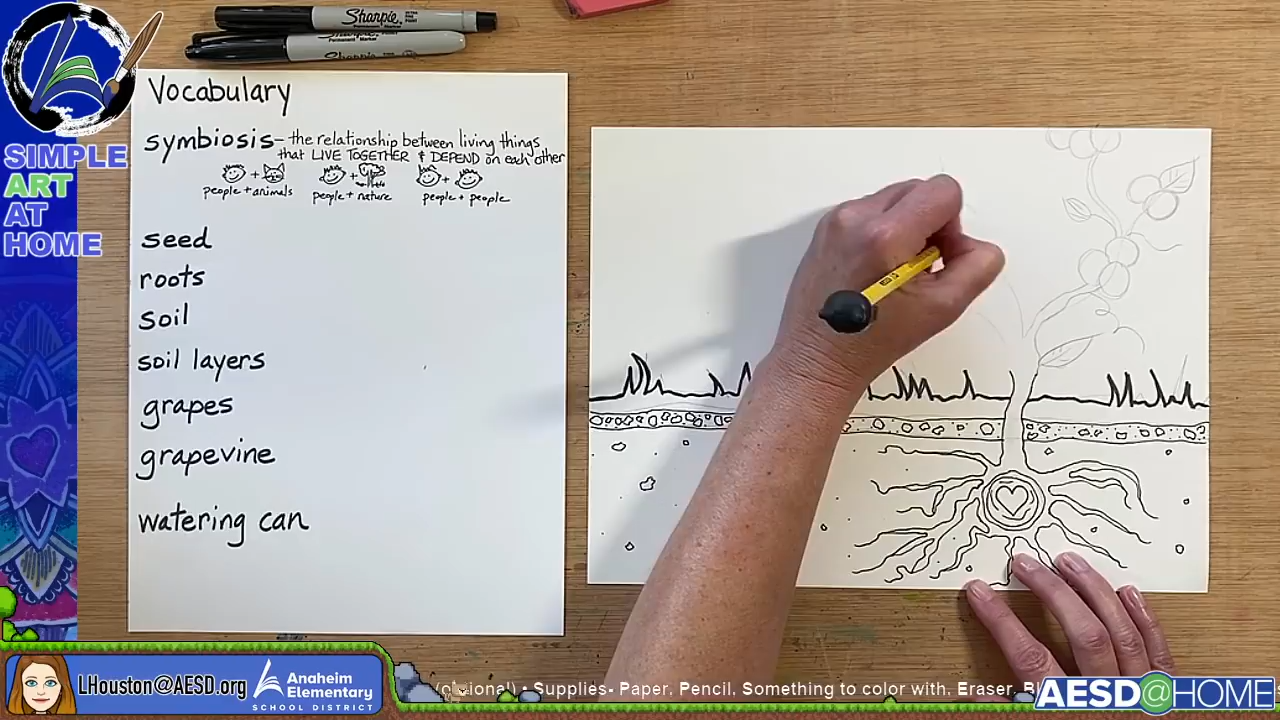 Sharpie
Sharpie
SIMPLE
ART
AT
HOME
Vocabulary
symbiosis- the relationship between living things
that LIVE TOGETHER & DEPEND on each other
people + animals people + nature people + people
seed
roots
soil
soil layers
grapes
grapevine
watering can
LHouston@AESD.org
Anaheim
Elementary
SCHOOL DISTRICT
- Supplies- Paper, Pencil, Something to color with, Eraser,
AESD@HOME